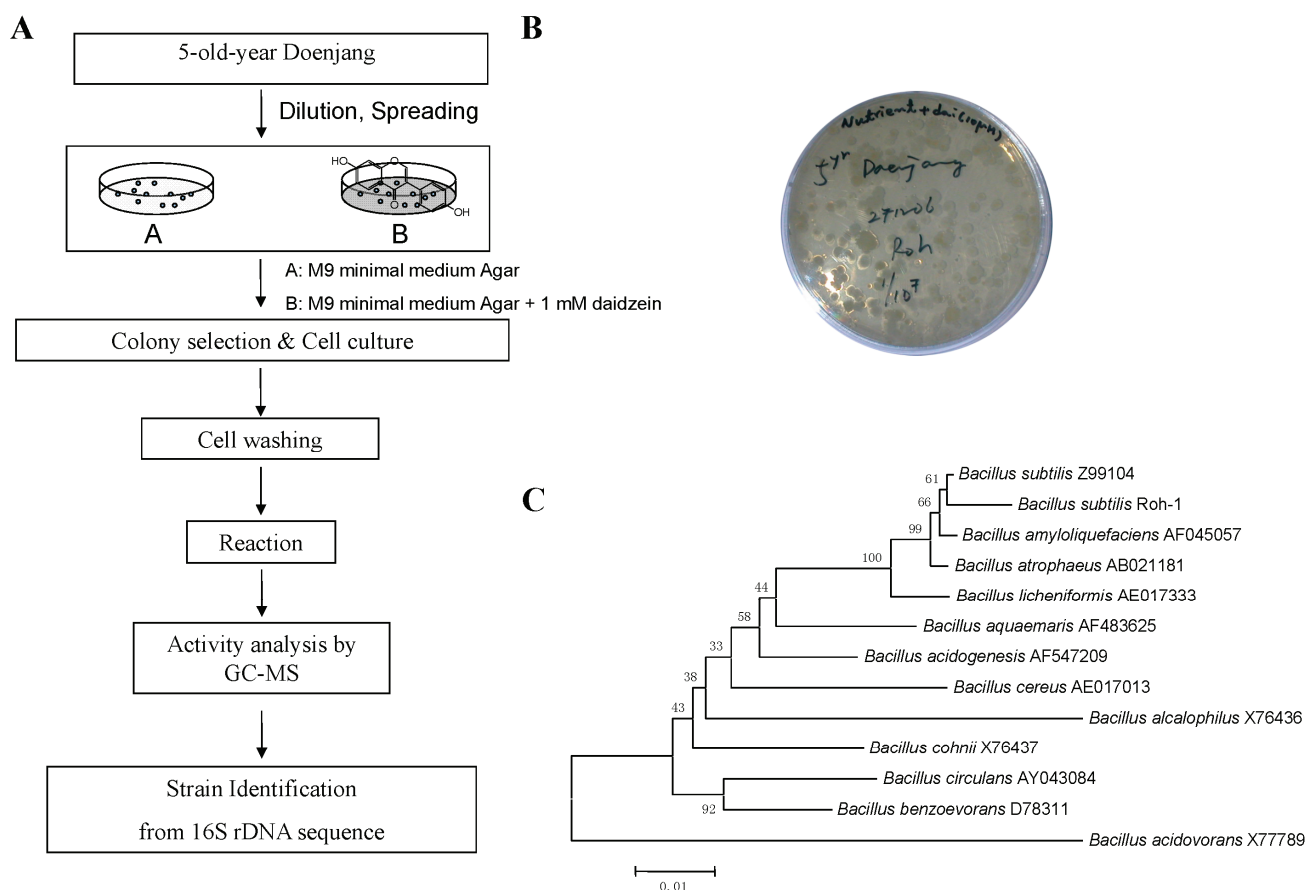 A
5-old-year Doenjang
Dilution, Spreading
HO
O
O
OH
A
B
A: M9 minimal medium Agar
B: M9 minimal medium Agar + 1 mM daidzein
Colony selection & Cell culture
Cell washing
Reaction
Activity analysis by
GC-MS
Strain Identification
from 16S rDNA sequence
B
Nutrient + dai (10μM)
5yr Doenjang
271206
Roh
1/10⁷
C
61
66
99
100
44
58
33
38
43
92
Bacillus subtilis Z99104
Bacillus subtilis Roh-1
Bacillus amyloliquefaciens AF045057
Bacillus atrophaeus AB021181
Bacillus licheniformis AE017333
Bacillus aquaemaris AF483625
Bacillus acidogenesis AF547209
Bacillus cereus AE017013
Bacillus alcalophilus X76436
Bacillus cohnii X76437
Bacillus circulans AY043084
Bacillus benzoevorans D78311
Bacillus acidovorans X77789
0.01